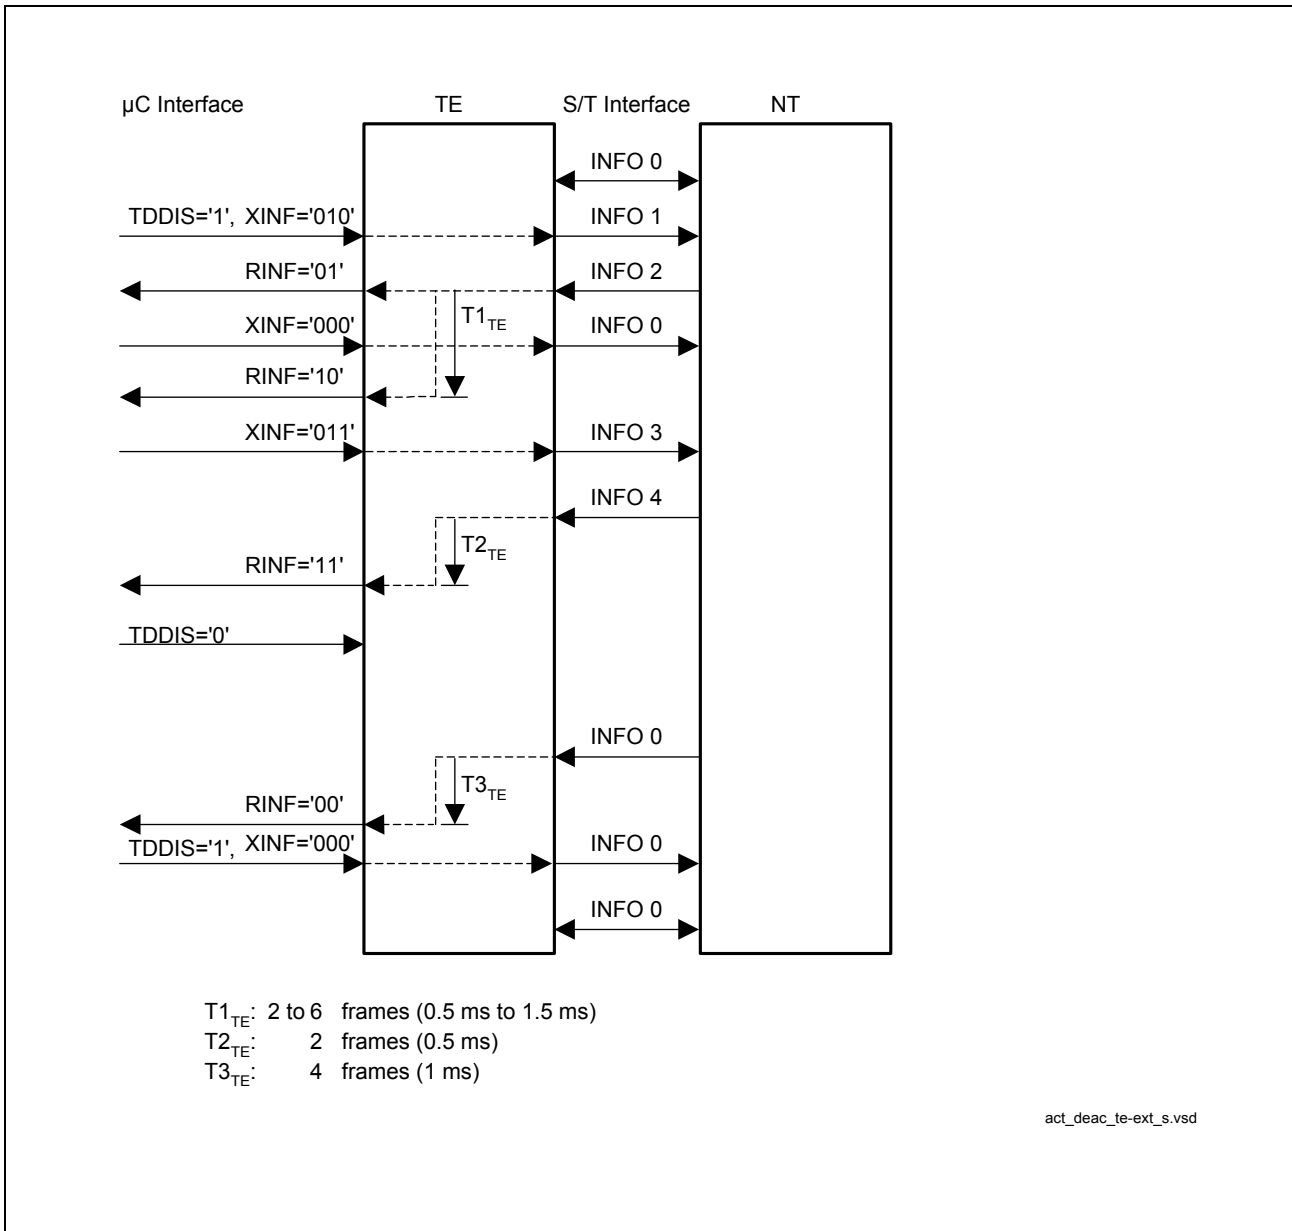 µC Interface TE S/T Interface NT
INFO 0
TDDIS='1', XINF='010' INFO 1
RINF='01' INFO 2
T1TE
XINF='000' INFO 0
RINF='10'
XINF='011' INFO 3
INFO 4
T2TE
RINF='11'
TDDIS='0'
INFO 0
T3TE
RINF='00'
TDDIS='1', XINF='000' INFO 0
INFO 0
T1TE: 2 to 6 frames (0.5 ms to 1.5 ms)
T2TE: 2 frames (0.5 ms)
T3TE: 4 frames (1 ms)
act_deac_te-ext_s.vsd